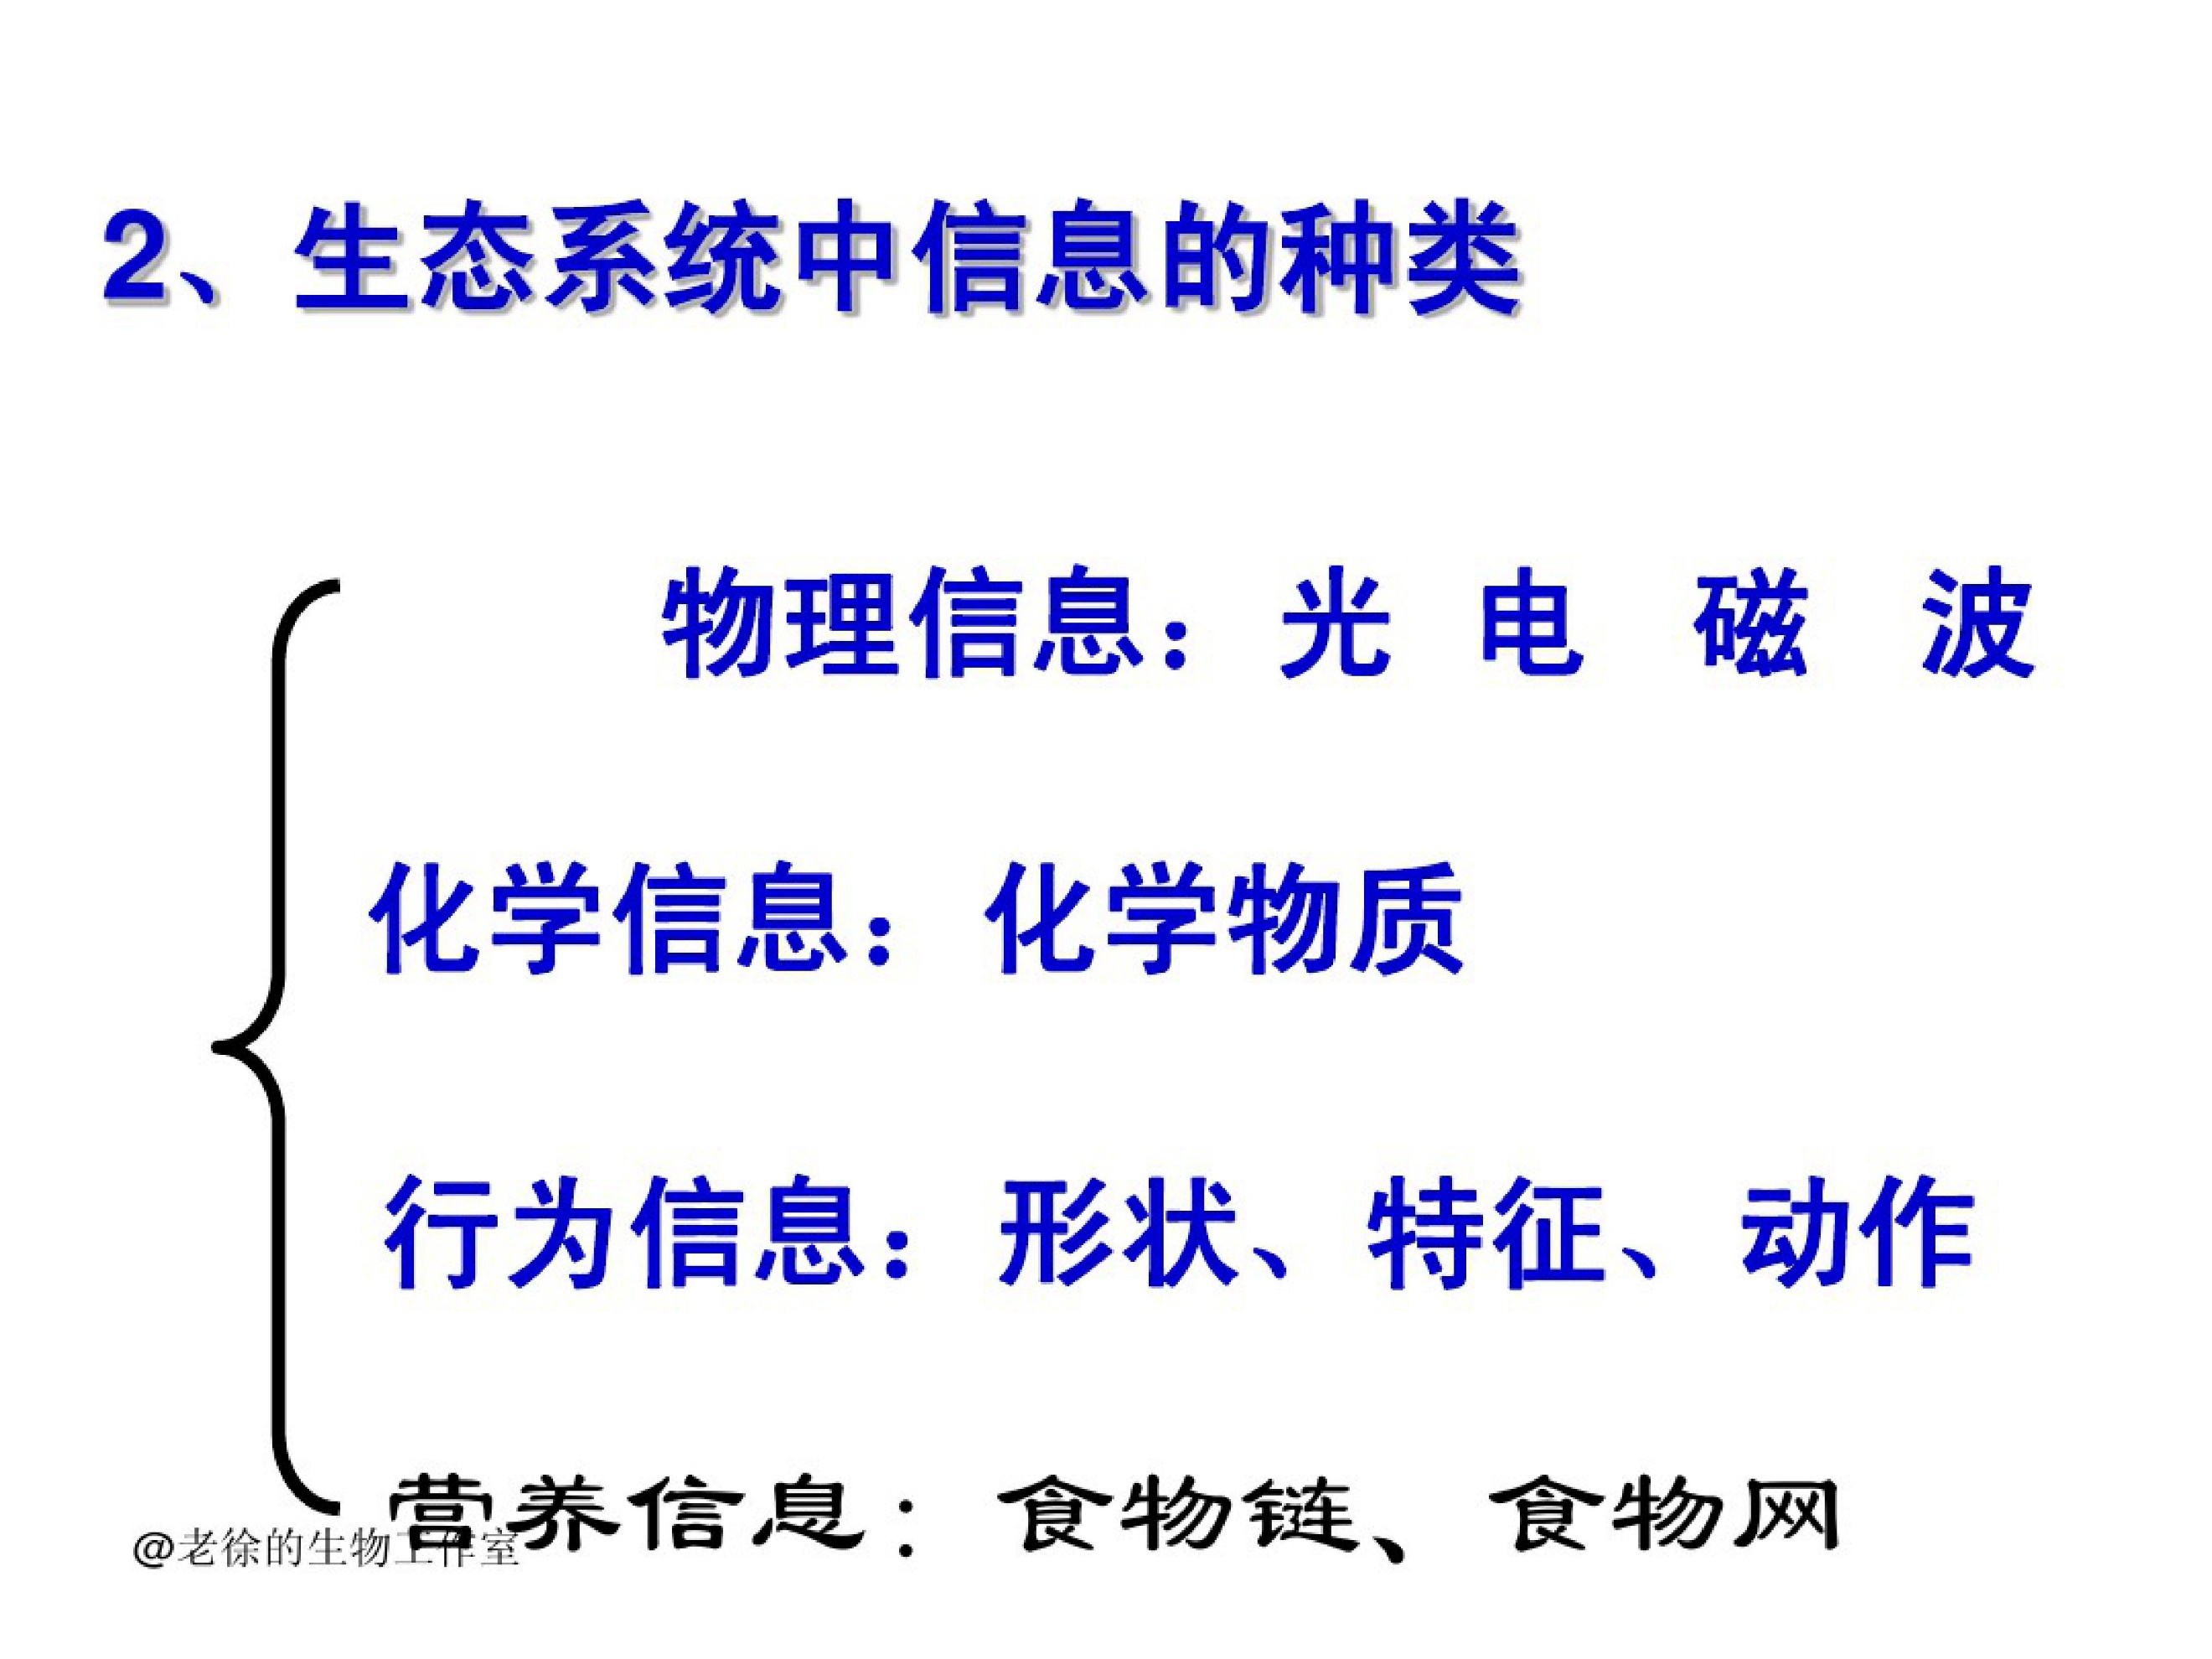 2、生态系统中信息的种类
物理信息：光 电 磁 波
化学信息：化学物质
行为信息：形状、特征、动作
营养信息：食物链、食物网
@老徐的生物工作室